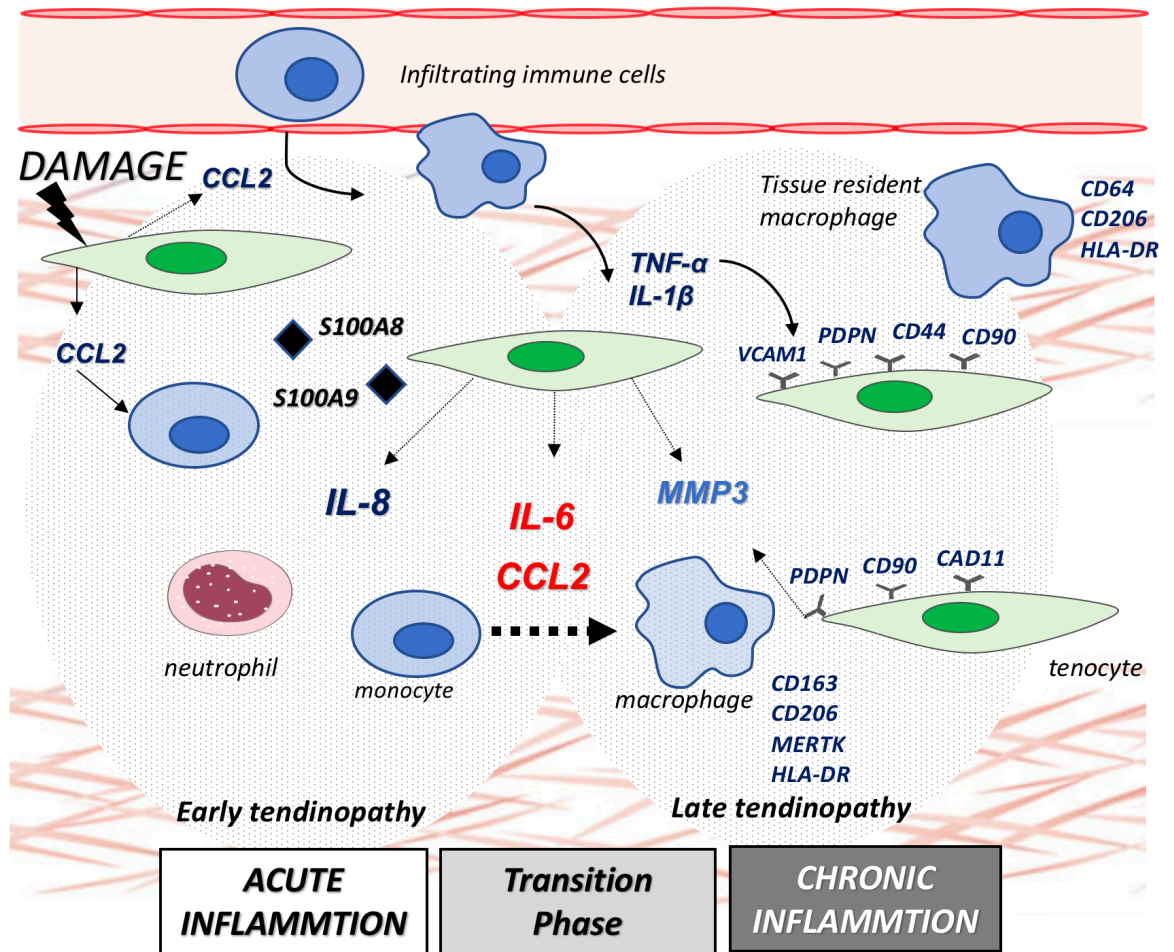 Infiltrating immune cells
DAMAGE
CCL2
Tissue resident
macrophage
CD64
CD206
HLA-DR
TNF-α
IL-1β
S100A8
CCL2
S100A9
VCAM1
PDPN
CD44
CD90
IL-8
IL-6
CCL2
MMP3
PDPN
CD90
CAD11
neutrophil
monocyte
macrophage
tenocyte
CD163
CD206
MERTK
HLA-DR
Early tendinopathy
Late tendinopathy
ACUTE
INFLAMMTION
Transition
Phase
CHRONIC
INFLAMMTION